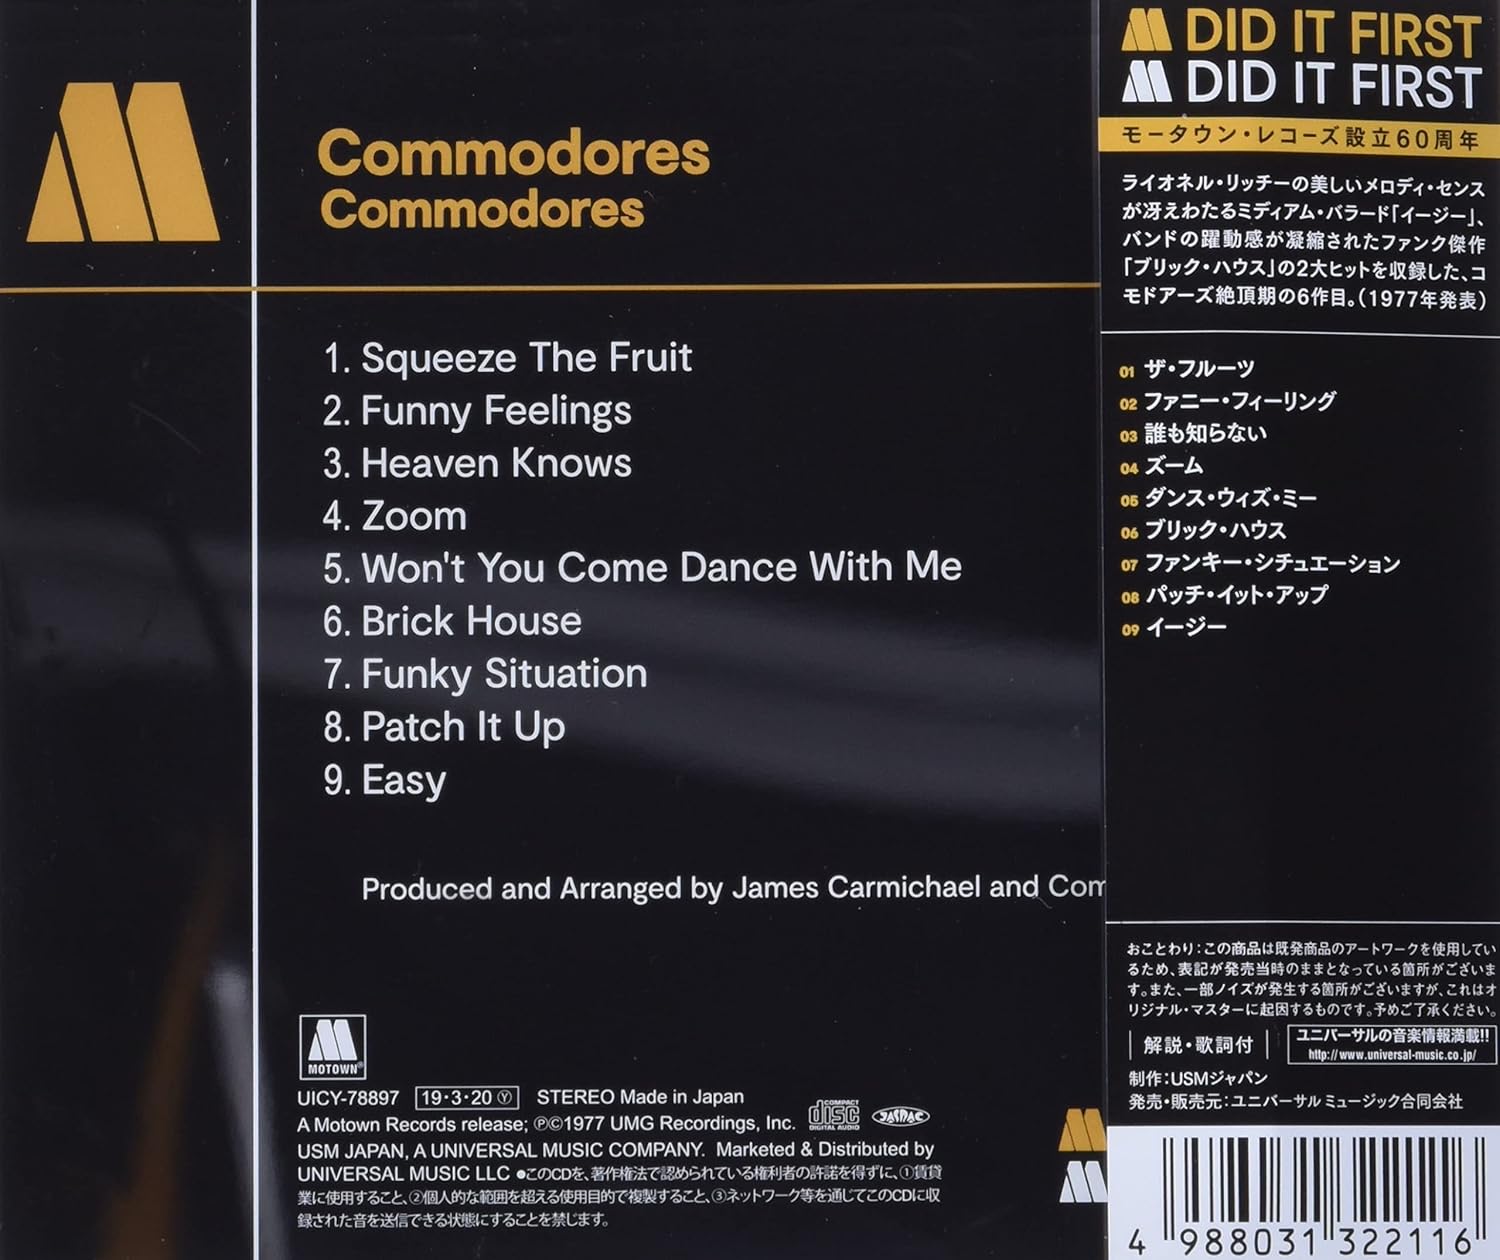 Commodores
Commodores
1. Squeeze The Fruit
2. Funny Feelings
3. Heaven Knows
4. Zoom
5. Won't You Come Dance With Me
6. Brick House
7. Funky Situation
8. Patch It Up
9. Easy
Produced and Arranged by James Carmichael and Com
MOTOWN®
UICY-78897 19・3・20 Ⓨ STEREO Made in Japan
A Motown Records release; ℗©1977 UMG Recordings, Inc.
COMPACT
disc
DIGITAL AUDIO
JASRAC
USM JAPAN, A UNIVERSAL MUSIC COMPANY. Marketed & Distributed by
UNIVERSAL MUSIC LLC ●このCDを、著作権法で認められている権利者の許諾を得ずに、①賃貸
業に使用すること、②個人的な範囲を超える使用目的で複製すること、③ネットワーク等を通じてこのCDに収
録された音を送信できる状態にすることを禁じます。
DID IT FIRST
DID IT FIRST
モータウン・レコーズ設立60周年
ライオネル・リッチーの美しいメロディ・センス
が冴えわたるミディアム・バラード「イージー」、
バンドの躍動感が凝縮されたファンク傑作
「ブリック・ハウス」の2大ヒットを収録した、コ
モドアーズ絶頂期の6作目。(1977年発表)
01 ザ・フルーツ
02 ファニー・フィーリング
03 誰も知らない
04 ズーム
05 ダンス・ウィズ・ミー
06 ブリック・ハウス
07 ファンキー・シチュエーション
08 パッチ・イット・アップ
09 イージー
おことわり：この商品は既発商品のアートワークを使用してい
るため、表記が発売当時のままとなっている箇所がございま
す。また、一部ノイズが発生する箇所がございますが、これはオ
リジナル・マスターに起因するものです。予めご了承ください。
解説・歌詞付
ユニバーサルの音楽情報満載!!
http://www.universal-music.co.jp/
制作：USMジャパン
発売・販売元：ユニバーサル ミュージック合同会社
4 988031 322116